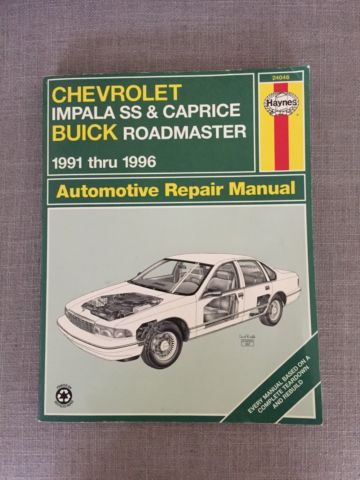 24046
Haynes
CHEVROLET
IMPALA SS & CAPRICE
BUICK ROADMASTER
1991 thru 1996
Automotive Repair Manual
EVERY MANUAL BASED ON A
COMPLETE TEARDOWN
AND REBUILD